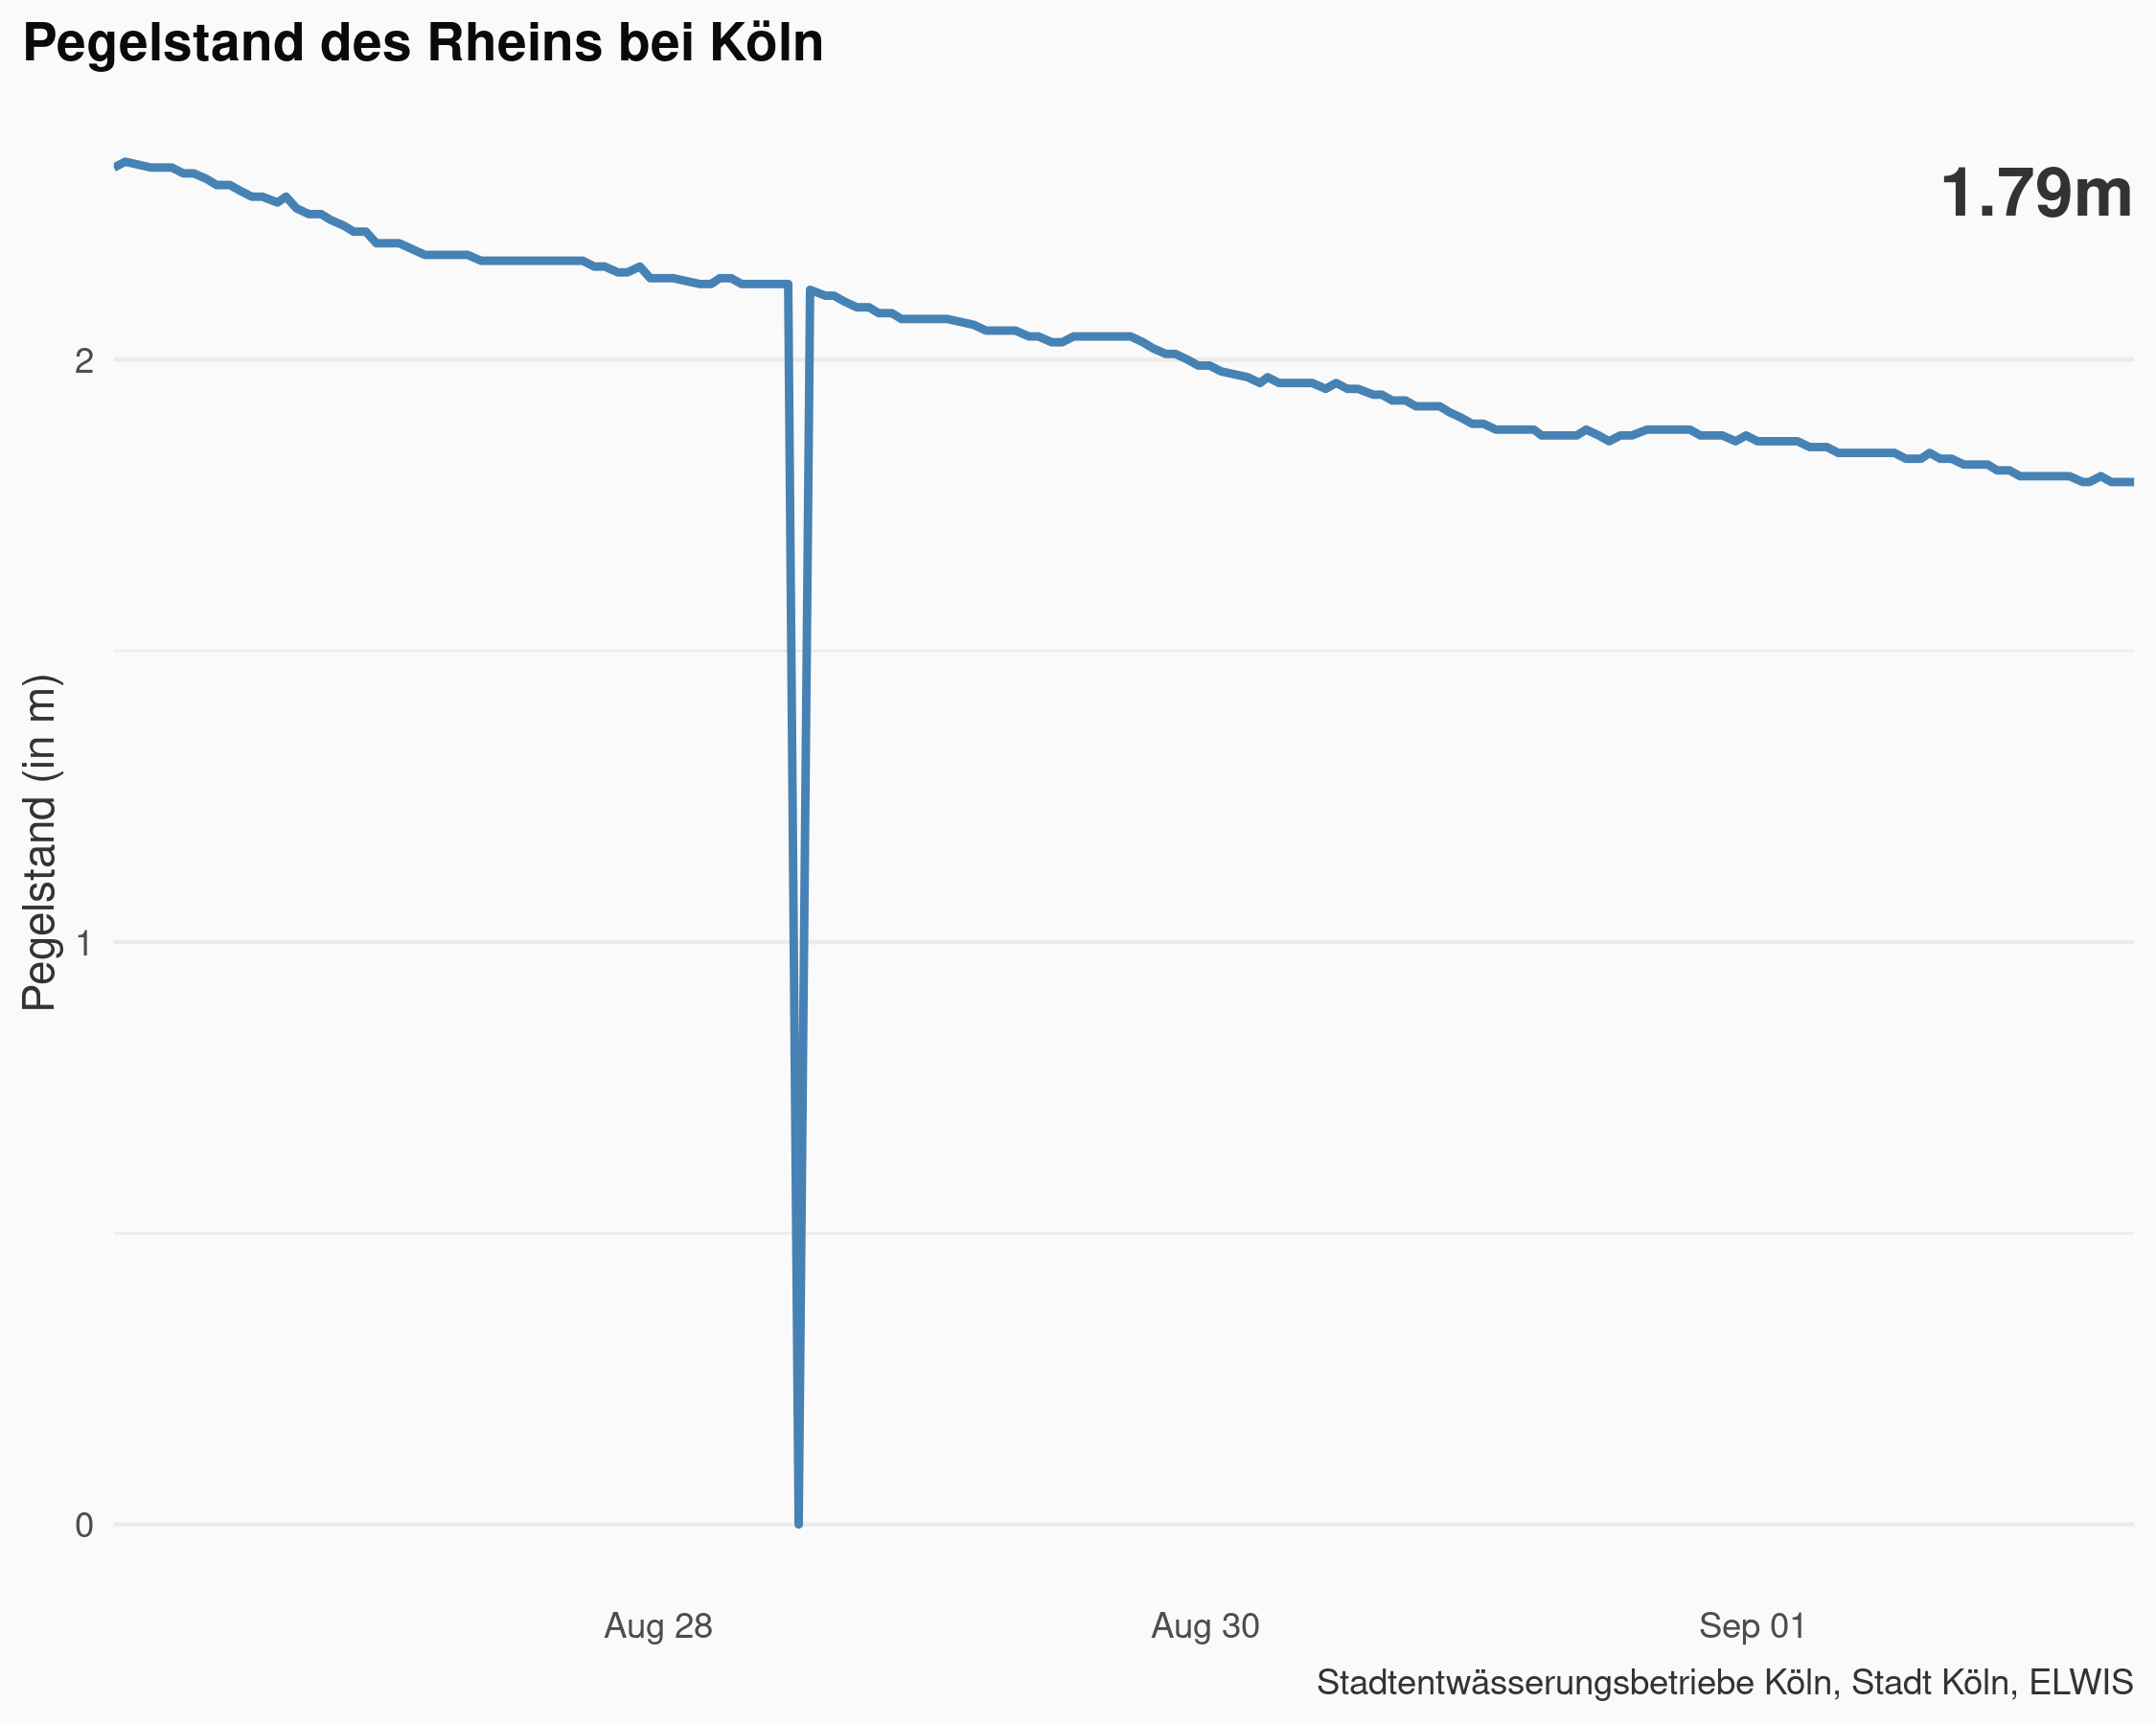 Pegelstand des Rheins bei Köln
1.79m
Pegelstand (in m)
2
1
0
Aug 28
Aug 30
Sep 01
Stadtentwässerungsbetriebe Köln, Stadt Köln, ELWIS